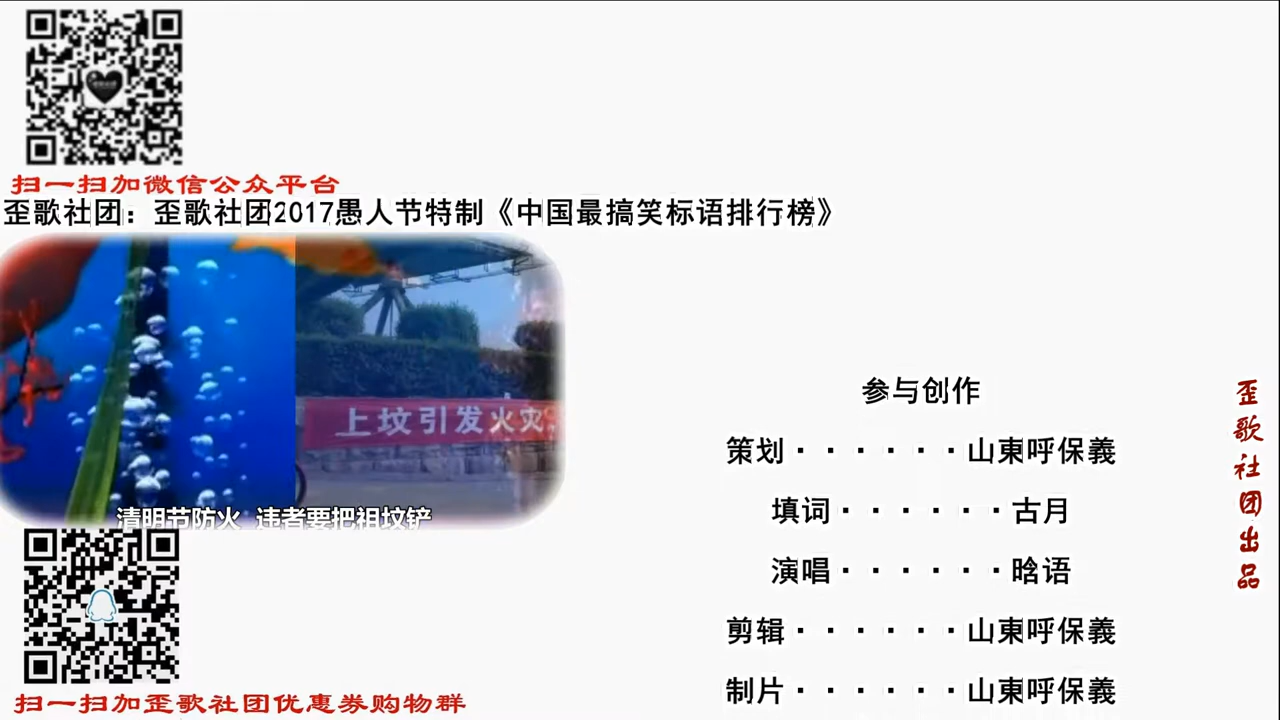 扫一扫加微信公众平台
歪歌社团：歪歌社团2017愚人节特制《中国最搞笑标语排行榜》
上坟引发火灾
清明节防火 违者要把祖坟铲
扫一扫加歪歌社团优惠券购物群
参与创作
策划······山東呼保義
填词······古月
演唱······晗语
剪辑······山東呼保義
制片······山東呼保義
歪歌社团出品